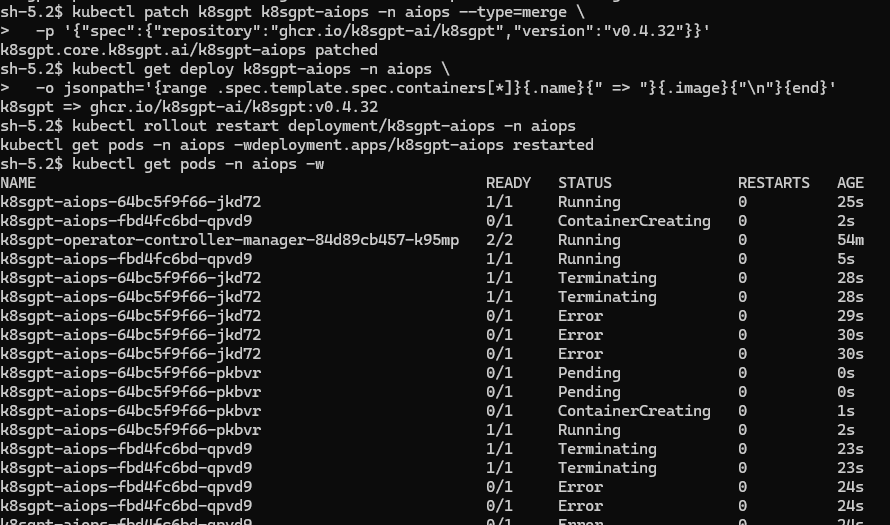 sh-5.2$ kubectl patch k8sgpt k8sgpt-aiops -n aiops --type=merge \
>   -p '{"spec":{"repository":"ghcr.io/k8sgpt-ai/k8sgpt","version":"v0.4.32"}}'
k8sgpt.core.k8sgpt.ai/k8sgpt-aiops patched
sh-5.2$ kubectl get deploy k8sgpt-aiops -n aiops \
>   -o jsonpath='{range .spec.template.spec.containers[*]}{.name}{" => "}{.image}{"\n"}{end}'
k8sgpt => ghcr.io/k8sgpt-ai/k8sgpt:v0.4.32
sh-5.2$ kubectl rollout restart deployment/k8sgpt-aiops -n aiops
kubectl get pods -n aiops -wdeployment.apps/k8sgpt-aiops restarted
sh-5.2$ kubectl get pods -n aiops -w
NAME                                                  READY   STATUS              RESTARTS   AGE
k8sgpt-aiops-64bc5f9f66-jkd72                         1/1     Running             0          25s
k8sgpt-aiops-fbd4fc6bd-qpvd9                          0/1     ContainerCreating   0          2s
k8sgpt-operator-controller-manager-84d89cb457-k95mp   2/2     Running             0          54m
k8sgpt-aiops-fbd4fc6bd-qpvd9                          1/1     Running             0          5s
k8sgpt-aiops-64bc5f9f66-jkd72                         1/1     Terminating         0          28s
k8sgpt-aiops-64bc5f9f66-jkd72                         1/1     Terminating         0          28s
k8sgpt-aiops-64bc5f9f66-jkd72                         0/1     Error               0          29s
k8sgpt-aiops-64bc5f9f66-jkd72                         0/1     Error               0          30s
k8sgpt-aiops-64bc5f9f66-jkd72                         0/1     Error               0          30s
k8sgpt-aiops-64bc5f9f66-pkbvr                         0/1     Pending             0          0s
k8sgpt-aiops-64bc5f9f66-pkbvr                         0/1     Pending             0          0s
k8sgpt-aiops-64bc5f9f66-pkbvr                         0/1     ContainerCreating   0          1s
k8sgpt-aiops-64bc5f9f66-pkbvr                         1/1     Running             0          2s
k8sgpt-aiops-fbd4fc6bd-qpvd9                          1/1     Terminating         0          23s
k8sgpt-aiops-fbd4fc6bd-qpvd9                          1/1     Terminating         0          23s
k8sgpt-aiops-fbd4fc6bd-qpvd9                          0/1     Error               0          24s
k8sgpt-aiops-fbd4fc6bd-qpvd9                          0/1     Error               0          24s
k8sgpt-aiops-fbd4fc6bd-qpvd9                          0/1     Error               0          24s